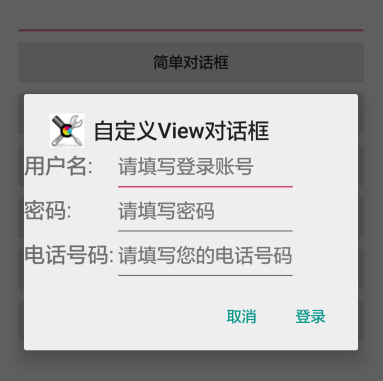 简单对话框
自定义View对话框
用户名: 请填写登录账号
密码: 请填写密码
电话号码: 请填写您的电话号码
取消 登录